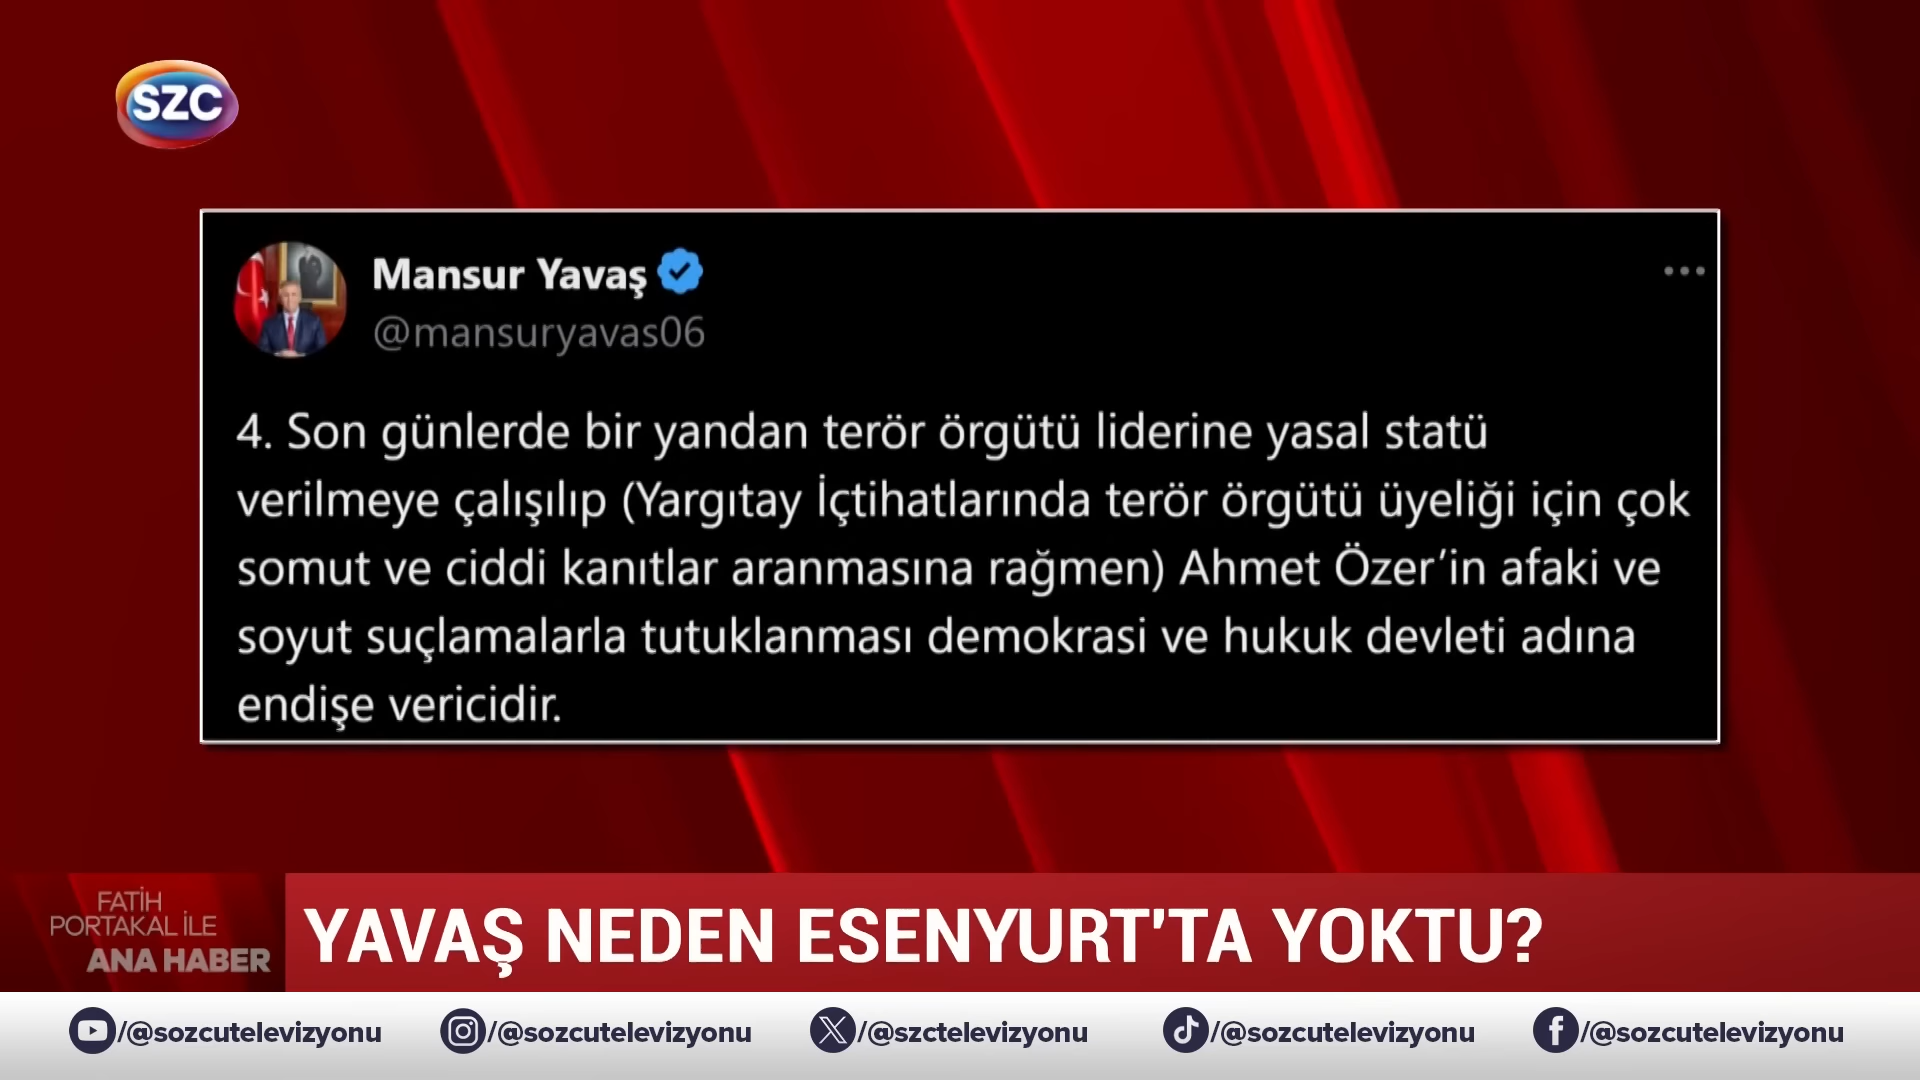 SZC
Mansur Yavaş
@mansuryavas06
4. Son günlerde bir yandan terör örgütü liderine yasal statü
verilmeye çalışılıp (Yargıtay İçtihatlarında terör örgütü üyeliği için çok
somut ve ciddi kanıtlar aranmasına rağmen) Ahmet Özer’in afaki ve
soyut suçlamalarla tutuklanması demokrasi ve hukuk devleti adına
endişe vericidir.
FATİH
PORTAKAL İLE
ANA HABER
YAVAŞ NEDEN ESENYURT'TA YOKTU?
/@sozcutelevizyonu /@sozcutelevizyonu /@szctelevizyonu /@sozcutelevizyonu /@sozcutelevizyonu